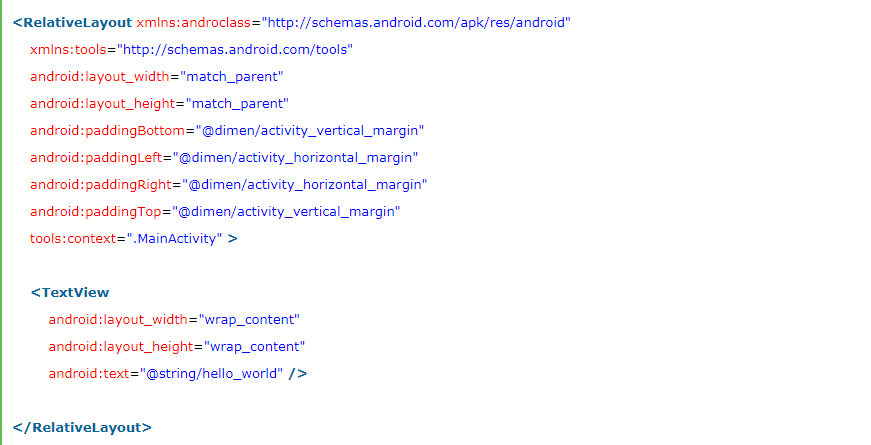 <RelativeLayout xmlns:androclass="http://schemas.android.com/apk/res/android"
xmlns:tools="http://schemas.android.com/tools"
android:layout_width="match_parent"
android:layout_height="match_parent"
android:paddingBottom="@dimen/activity_vertical_margin"
android:paddingLeft="@dimen/activity_horizontal_margin"
android:paddingRight="@dimen/activity_horizontal_margin"
android:paddingTop="@dimen/activity_vertical_margin"
tools:context=".MainActivity" >
<TextView
android:layout_width="wrap_content"
android:layout_height="wrap_content"
android:text="@string/hello_world" />
</RelativeLayout>